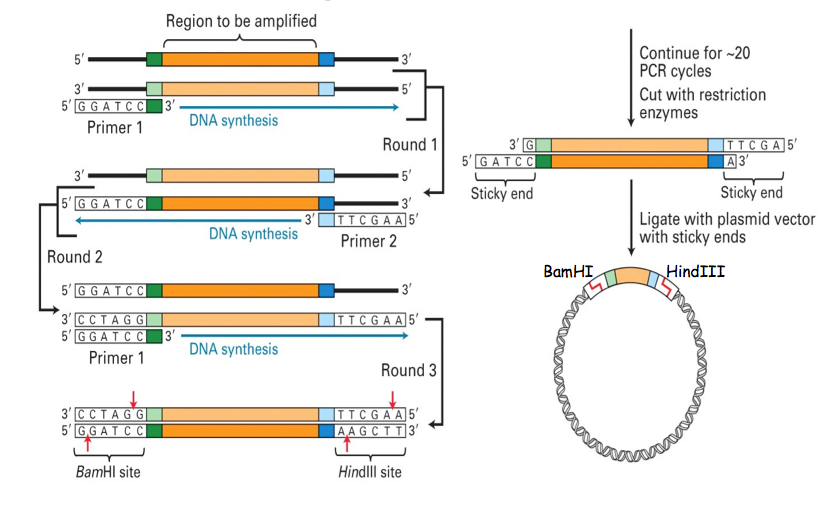 Region to be amplified
5′ 3′
3′ 5′
5′ G G A T C C 3′
Primer 1
DNA synthesis
Round 1
3′ 5′
5′ G G A T C C 3′
3′ T T C G A A 5′
DNA synthesis
Primer 2
Round 2
5′ G G A T C C 3′
3′ C C T A G G T T C G A A 5′
5′ G G A T C C 3′
Primer 1
DNA synthesis
Round 3
3′ C C T A G G T T C G A A 5′
5′ G G A T C C A A G C T T 3′
BamHI site
HindIII site
Continue for ~20
PCR cycles
Cut with restriction
enzymes
3′ G T T C G A 5′
5′ G A T C C A 3′
Sticky end
Sticky end
Ligate with plasmid vector
with sticky ends
BamHI
HindIII